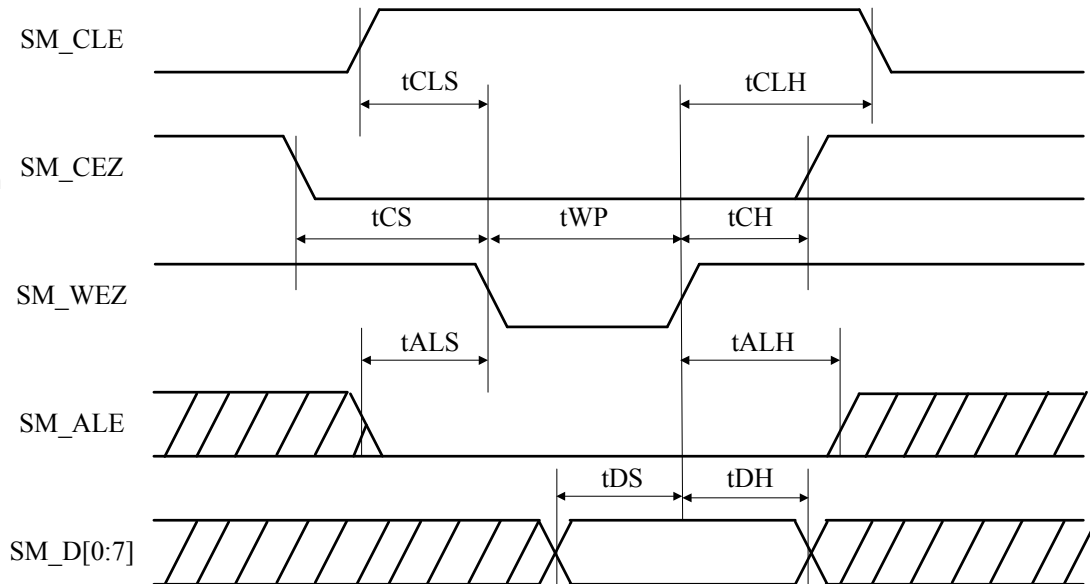 SM_CLE
tCLS
tCLH
SM_CEZ
tCS
tWP
tCH
SM_WEZ
tALS
tALH
SM_ALE
tDS
tDH
SM_D[0:7]